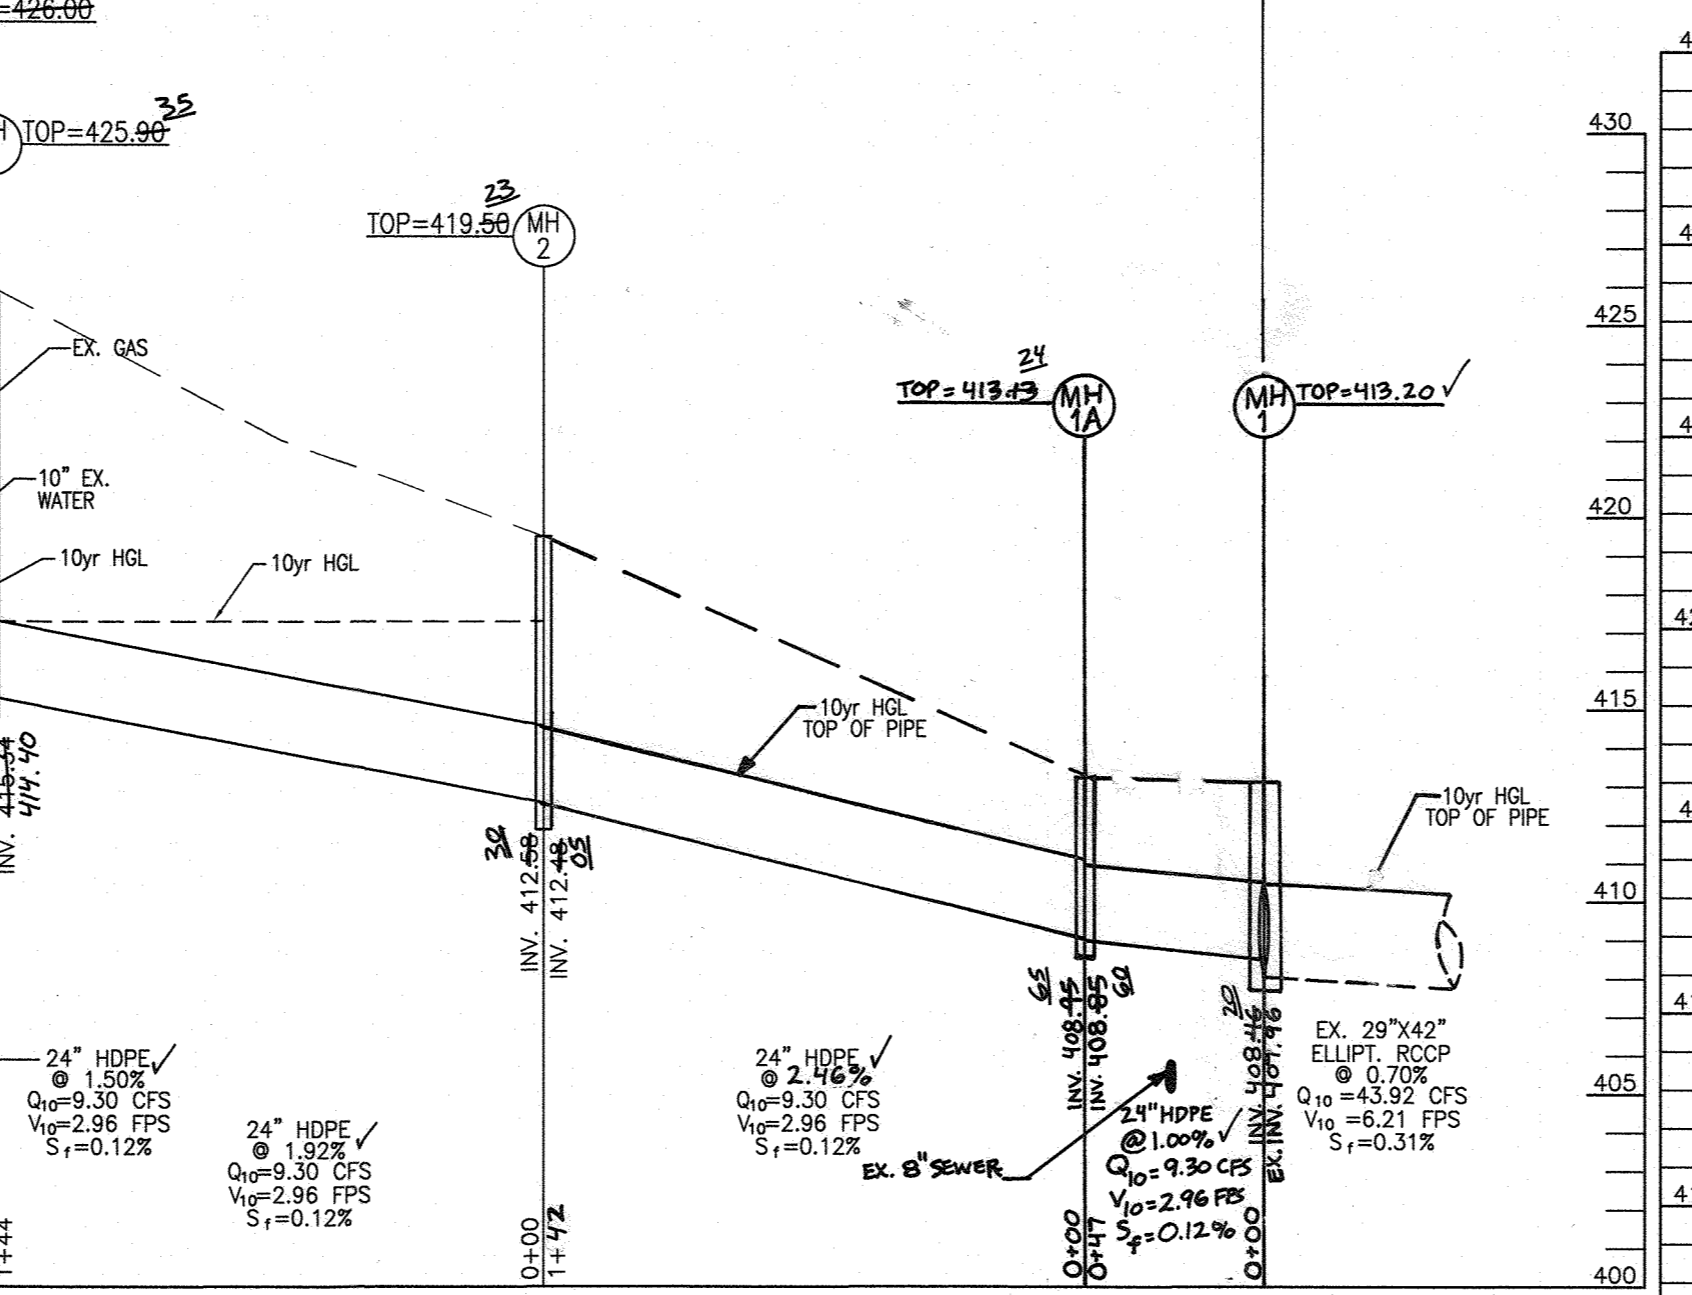 =426.00
35
TOP=425.90
H
23
TOP=419.50
MH
2
24
TOP=413.13
MH
1A
MH
1
TOP=413.20 ✓
430
425
420
415
410
405
400
EX. GAS
10" EX.
WATER
10yr HGL
10yr HGL
10yr HGL
TOP OF PIPE
10yr HGL
TOP OF PIPE
INV. 415.34
414.40
30
INV. 412.58
INV. 412.48
05
65
INV. 408.95
INV. 408.85
60
20
INV. 408.46
EX. INV. 407.96
24" HDPE ✓
@ 1.50%
Q10=9.30 CFS
V10=2.96 FPS
Sf=0.12%
24" HDPE ✓
@ 1.92%
Q10=9.30 CFS
V10=2.96 FPS
Sf=0.12%
24" HDPE ✓
@ 2.46%
Q10=9.30 CFS
V10=2.96 FPS
Sf=0.12%
EX. 8" SEWER
24" HDPE
@ 1.00% ✓
Q10=9.30 CFS
V10=2.96 FPS
Sf=0.12%
EX. 29"X42"
ELLIPT. RCCP
@ 0.70%
Q10=43.92 CFS
V10=6.21 FPS
Sf=0.31%
1+44
0+00
1+42
0+00
0+47
0+00